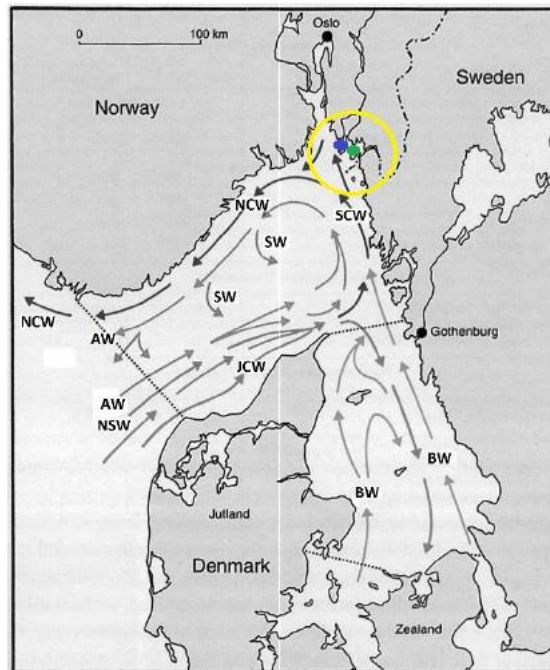 Oslo
0
100 km
Sweden
Norway
NCW
SCW
SW
SW
NCW
AW
Gothenburg
JCW
AW
NSW
BW
BW
Jutland
Denmark
Zealand